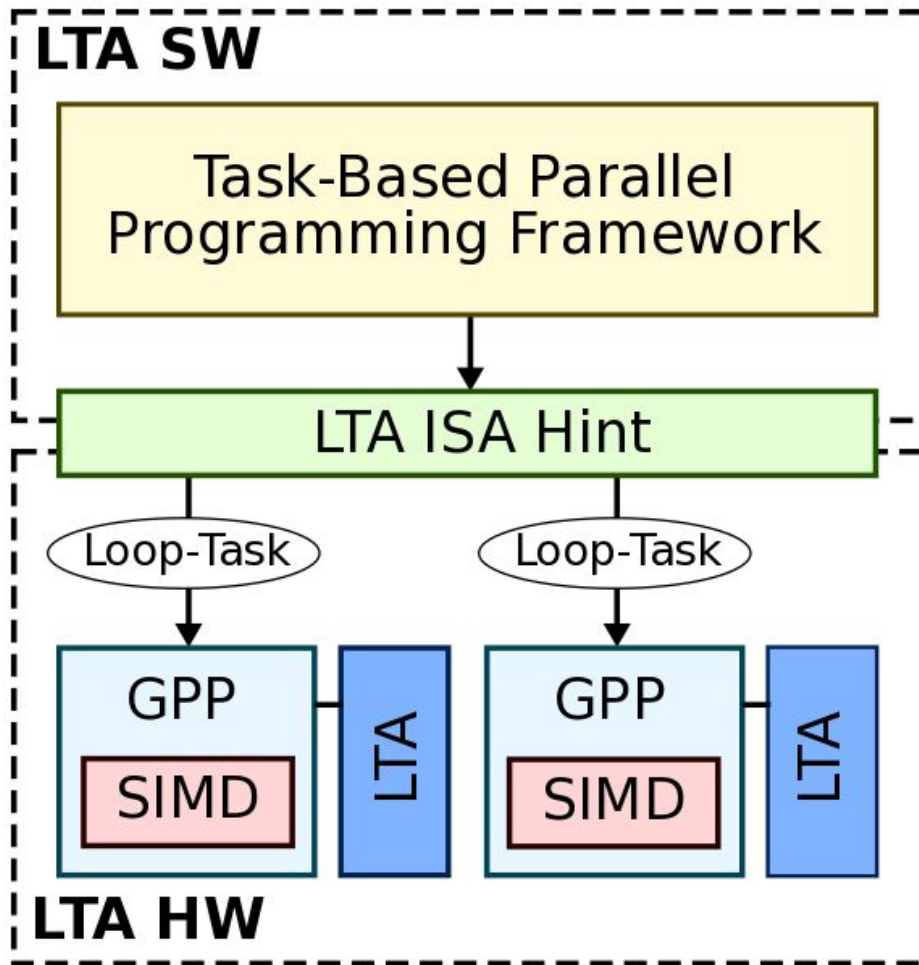 LTA SW
Task-Based Parallel
Programming Framework
LTA ISA Hint
Loop-Task
Loop-Task
GPP
SIMD
LTA
GPP
SIMD
LTA
LTA HW